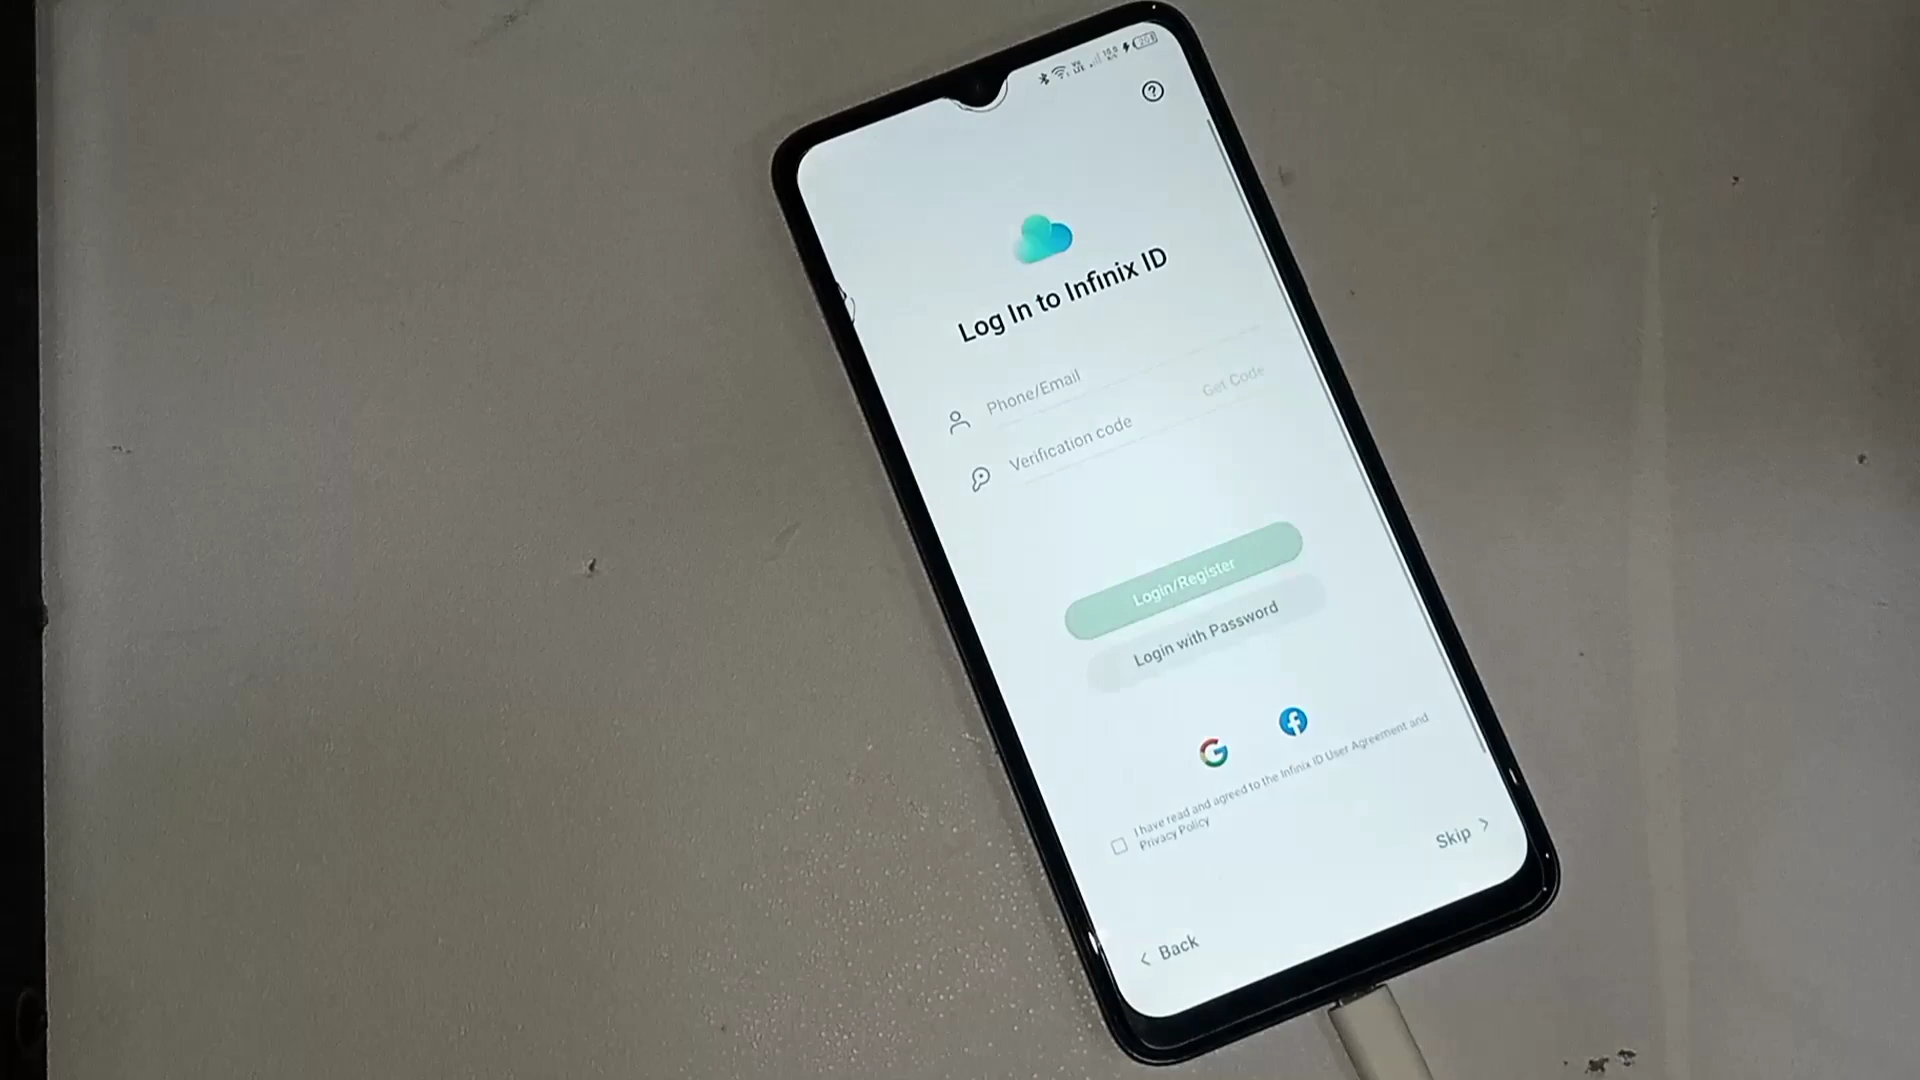 Log In to Infinix ID
Phone/Email
Verification code
Get Code
Login/Register
Login with Password
I have read and agreed to the Infinix ID User Agreement and
Privacy Policy
Skip
Back